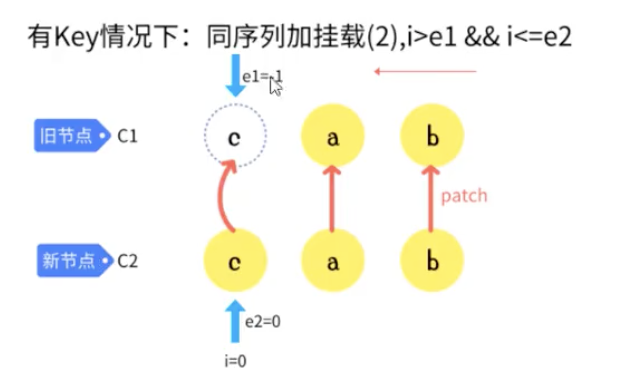 有Key情况下：同序列加挂载(2),i>e1 && i<=e2
e1=-1
旧节点 C1 c a b
patch
新节点 C2 c a b
e2=0
i=0